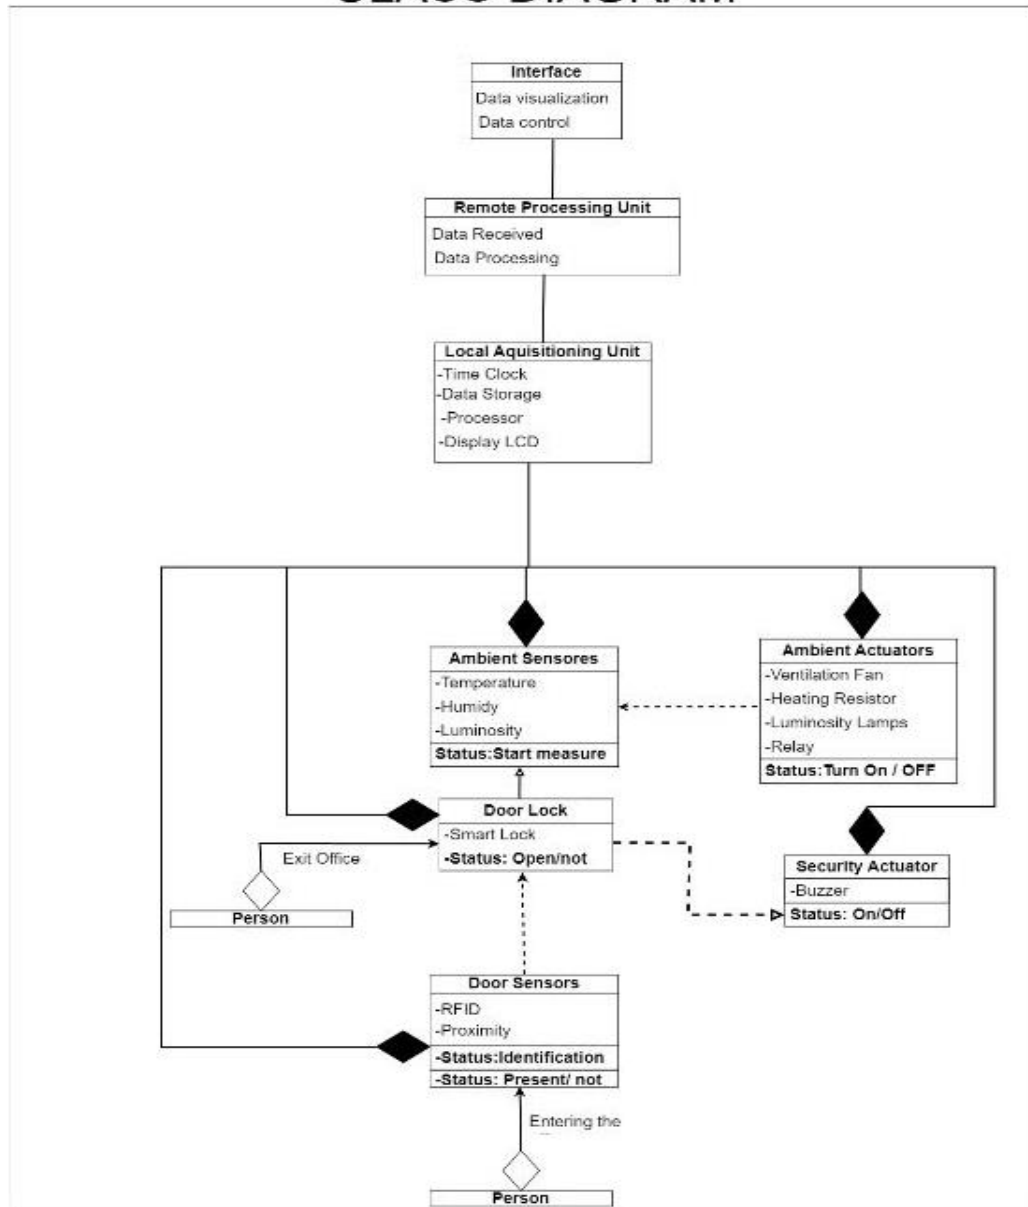 CLASS DIAGRAM
Interface
Data visualization
Data control
Remote Processing Unit
Data Received
Data Processing
Local Aquisitioning Unit
-Time Clock
-Data Storage
-Processor
-Display LCD
Ambient Sensores
-Temperature
-Humidy
-Luminosity
Status:Start measure
Ambient Actuators
-Ventilation Fan
-Heating Resistor
-Luminosity Lamps
-Relay
Status:Turn On / OFF
Door Lock
-Smart Lock
-Status: Open/not
Exit Office
Person
Security Actuator
-Buzzer
Status: On/Off
Door Sensors
-RFID
-Proximity
-Status:Identification
-Status: Present/ not
Entering the
Person